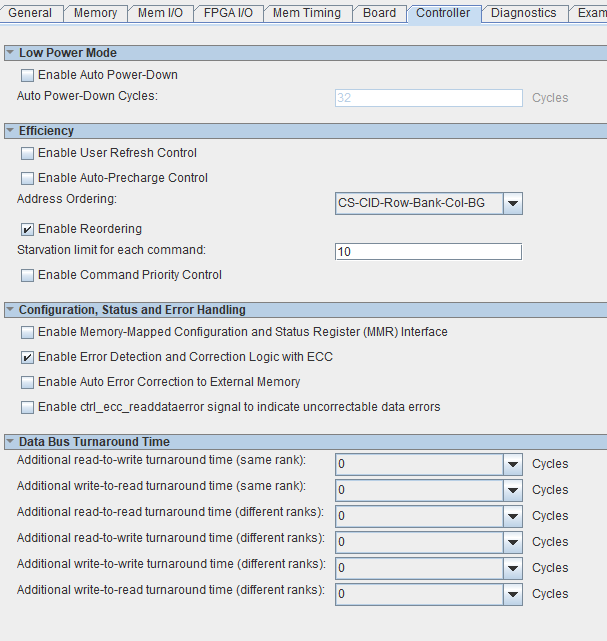 General Memory Mem I/O FPGA I/O Mem Timing Board Controller Diagnostics Exam
Low Power Mode
Enable Auto Power-Down
Auto Power-Down Cycles: 32 Cycles
Efficiency
Enable User Refresh Control
Enable Auto-Precharge Control
Address Ordering: CS-CID-Row-Bank-Col-BG
Enable Reordering
Starvation limit for each command: 10
Enable Command Priority Control
Configuration, Status and Error Handling
Enable Memory-Mapped Configuration and Status Register (MMR) Interface
Enable Error Detection and Correction Logic with ECC
Enable Auto Error Correction to External Memory
Enable ctrl_ecc_readdataerror signal to indicate uncorrectable data errors
Data Bus Turnaround Time
Additional read-to-write turnaround time (same rank): 0 Cycles
Additional write-to-read turnaround time (same rank): 0 Cycles
Additional read-to-read turnaround time (different ranks): 0 Cycles
Additional read-to-write turnaround time (different ranks): 0 Cycles
Additional write-to-write turnaround time (different ranks): 0 Cycles
Additional write-to-read turnaround time (different ranks): 0 Cycles